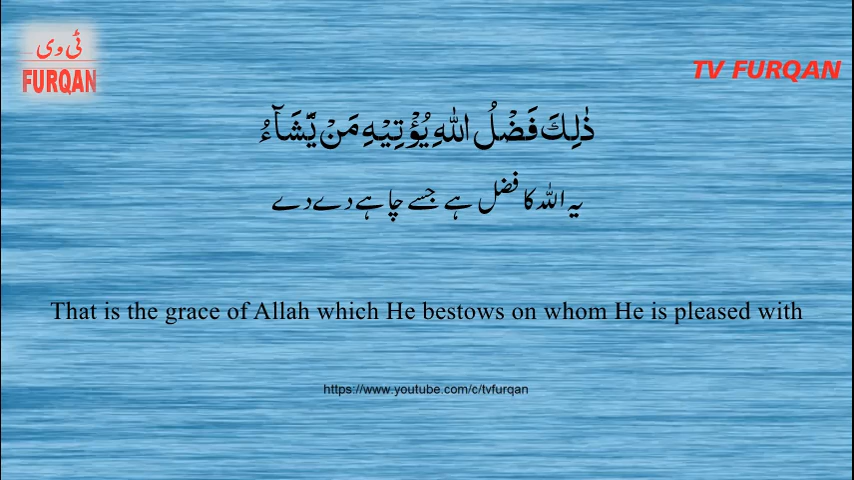 ٹی وی
FURQAN
TV FURQAN
ذٰلِكَ فَضْلُ اللّٰهِ يُؤْتِيْهِ مَنْ يَّشَآءُ
یہ اللہ کا فضل ہے جسے چاہے دے دے
That is the grace of Allah which He bestows on whom He is pleased with
https://www.youtube.com/c/tvfurqan